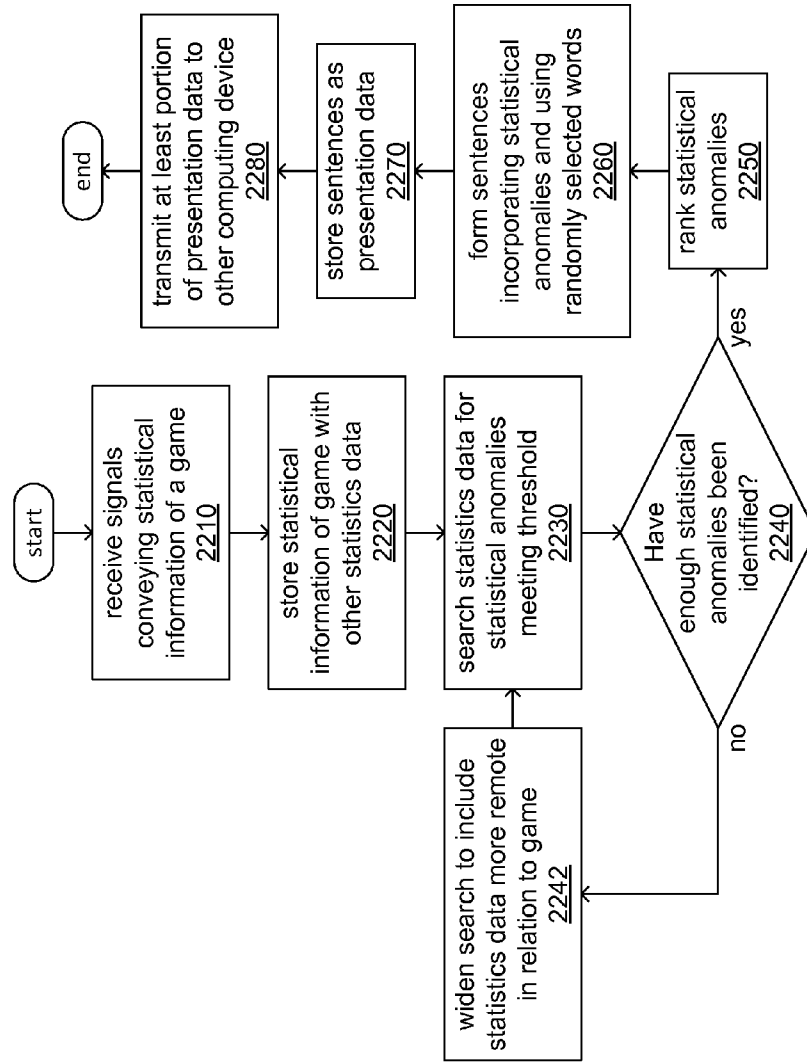 start
receive signals
conveying statistical
information of a game
2210
store statistical
information of game with
other statistics data
2220
search statistics data for
statistical anomalies
meeting threshold
2230
Have
enough statistical
anomalies been
identified?
2240
no
widen search to include
statistics data more remote
in relation to game
2242
yes
rank statistical
anomalies
2250
form sentences
incorporating statistical
anomalies and using
randomly selected words
2260
store sentences as
presentation data
2270
transmit at least portion
of presentation data to
other computing device
2280
end